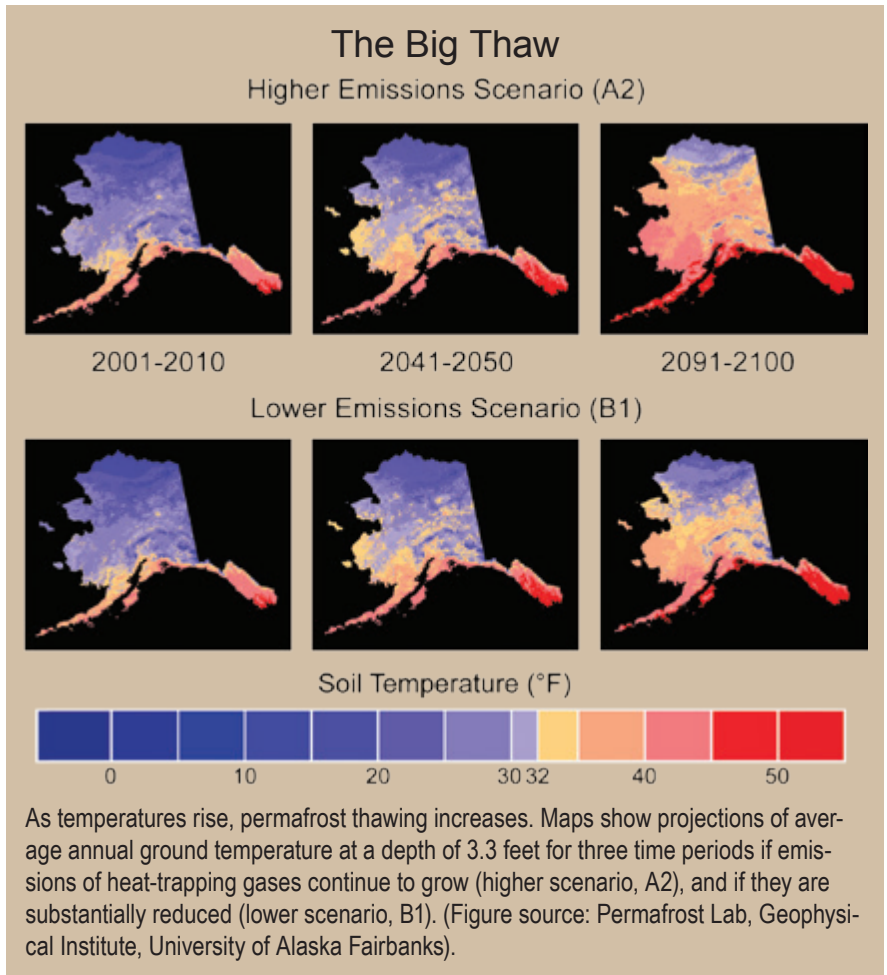 The Big Thaw
Higher Emissions Scenario (A2)
2001-2010 2041-2050 2091-2100
Lower Emissions Scenario (B1)
Soil Temperature (°F)
0 10 20 30 32 40 50
As temperatures rise, permafrost thawing increases. Maps show projections of aver-
age annual ground temperature at a depth of 3.3 feet for three time periods if emis-
sions of heat-trapping gases continue to grow (higher scenario, A2), and if they are
substantially reduced (lower scenario, B1). (Figure source: Permafrost Lab, Geophysi-
cal Institute, University of Alaska Fairbanks).